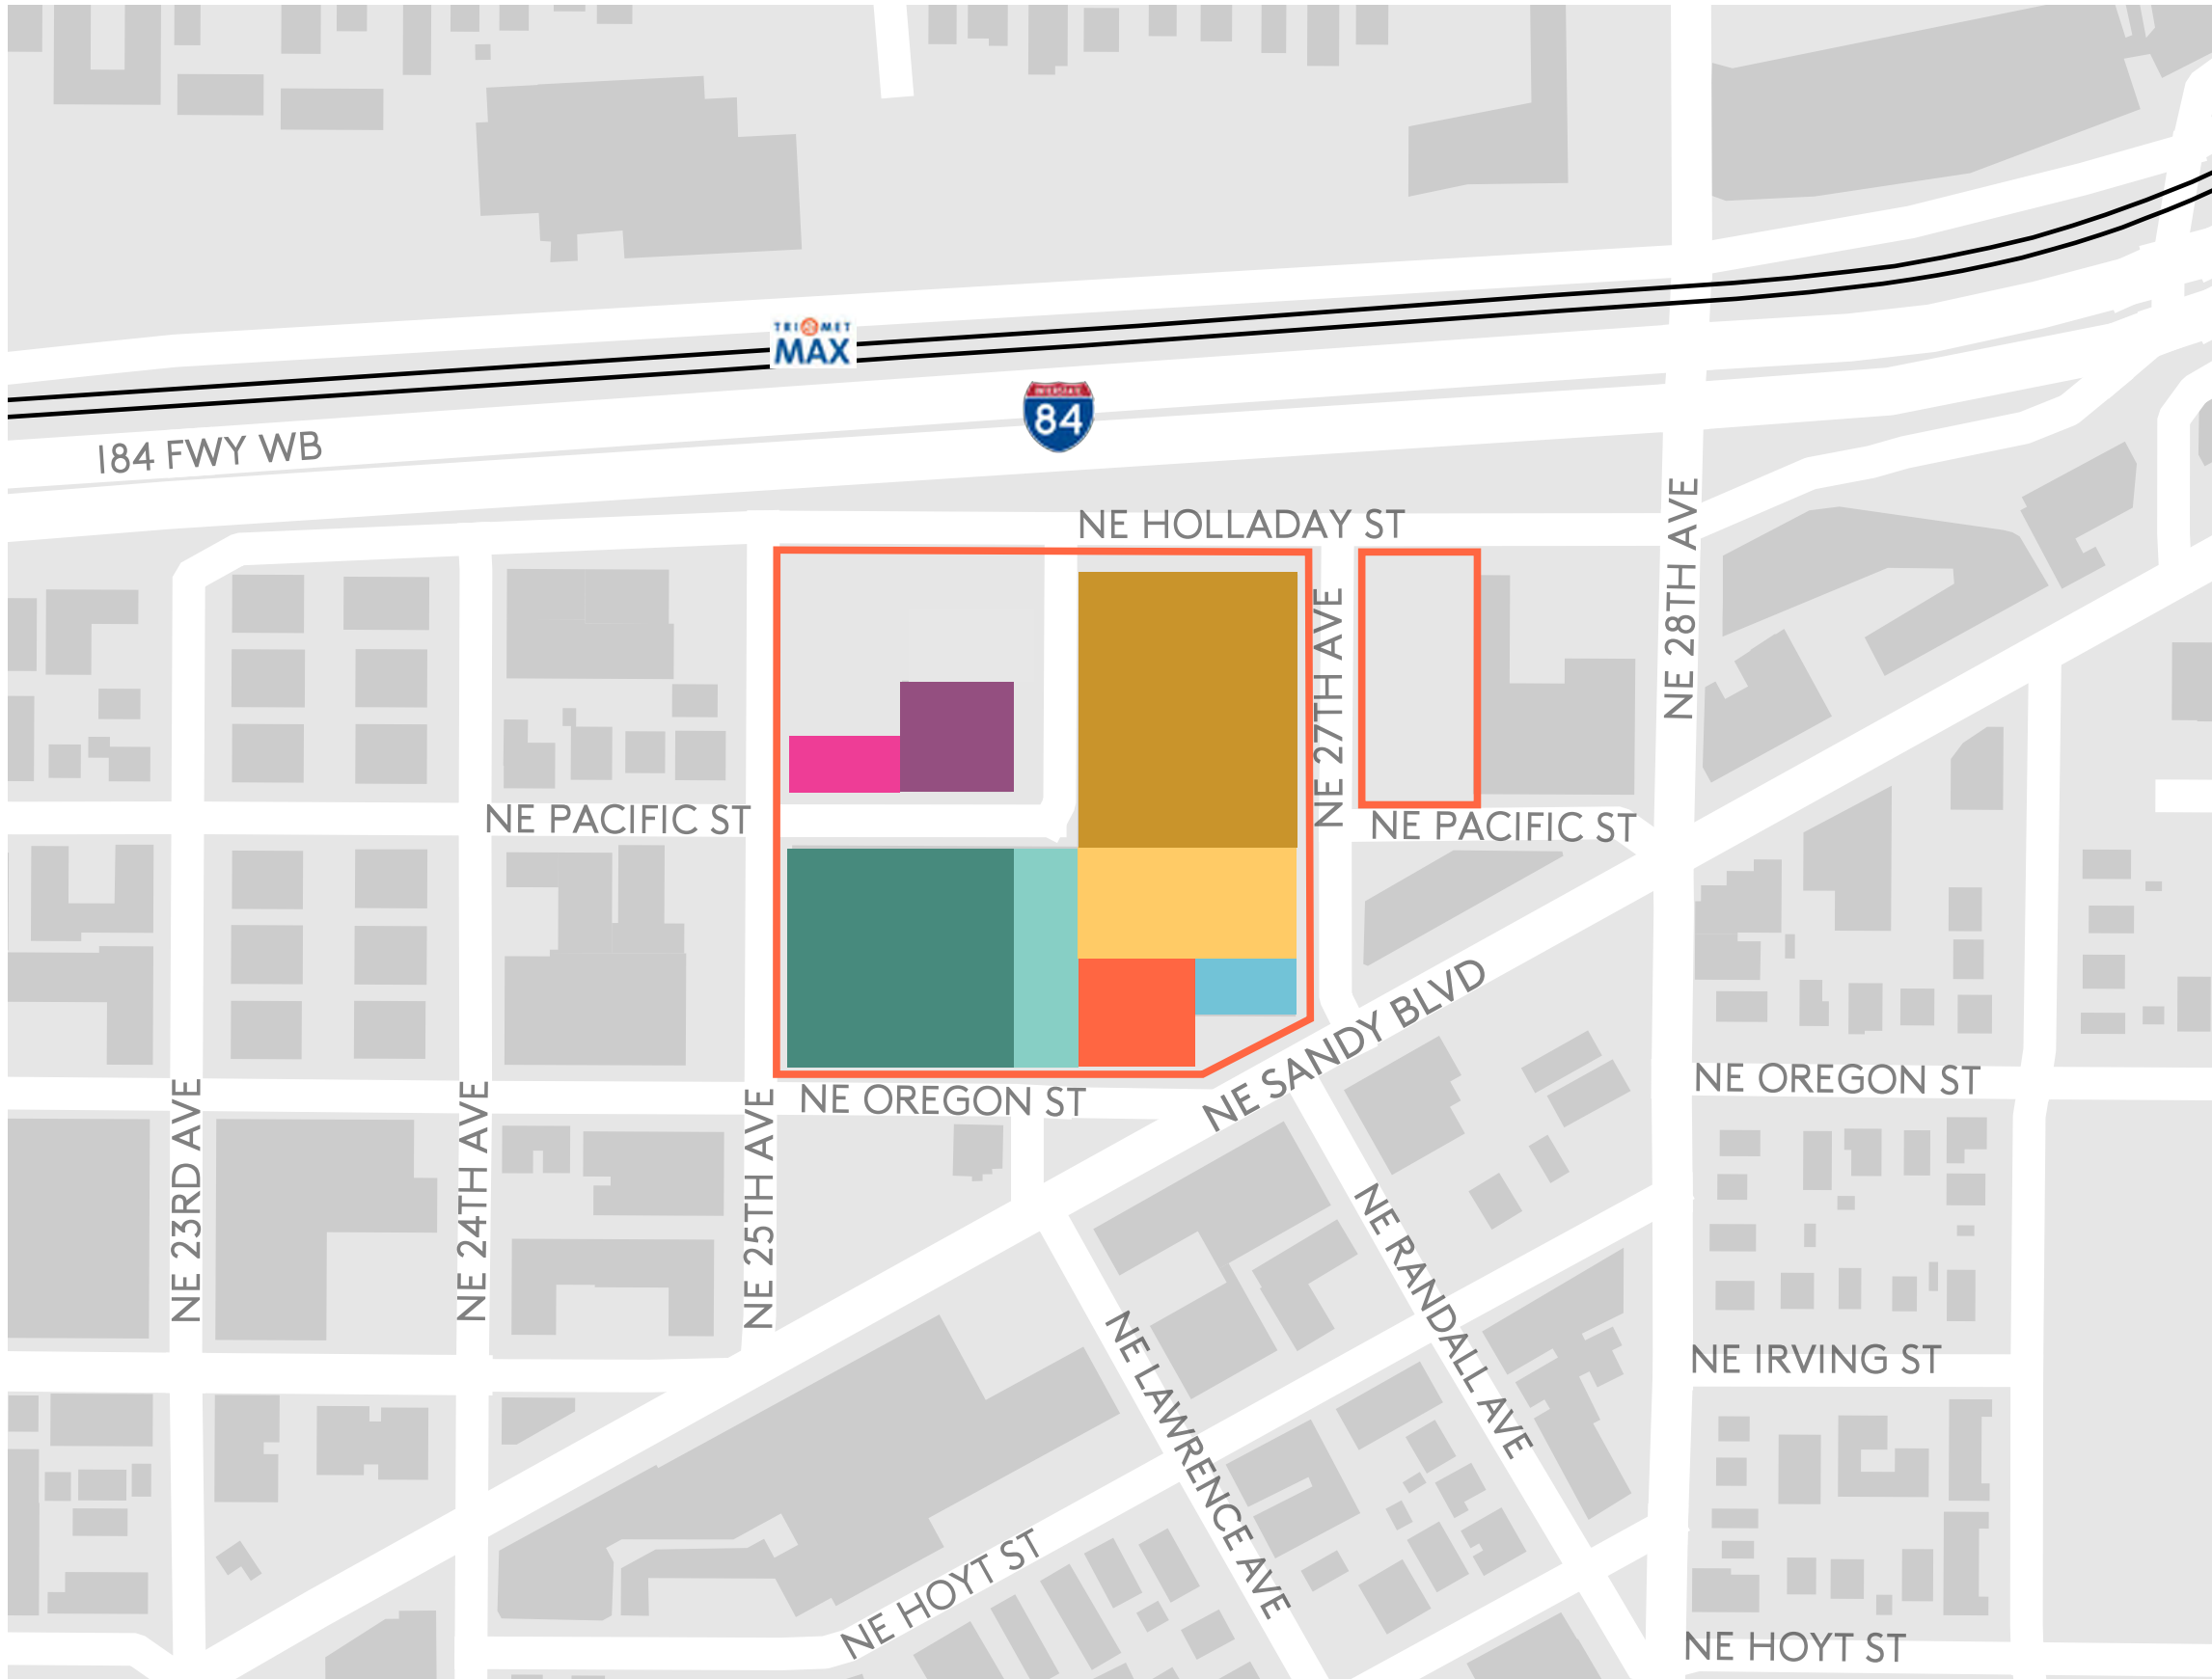 TRI MET
MAX
INTERSTATE
84
184 FWY WB
NE HOLLADAY ST
NE 28TH AVE
NE 27TH AVE
NE PACIFIC ST
NE PACIFIC ST
NE SANDY BLVD
NE OREGON ST
NE OREGON ST
NE 23RD AVE
NE 24TH AVE
NE 25TH AVE
NE RANDALL AVE
NE LAWRENCE AVE
NE IRVING ST
NE HOYT ST
NE HOYT ST